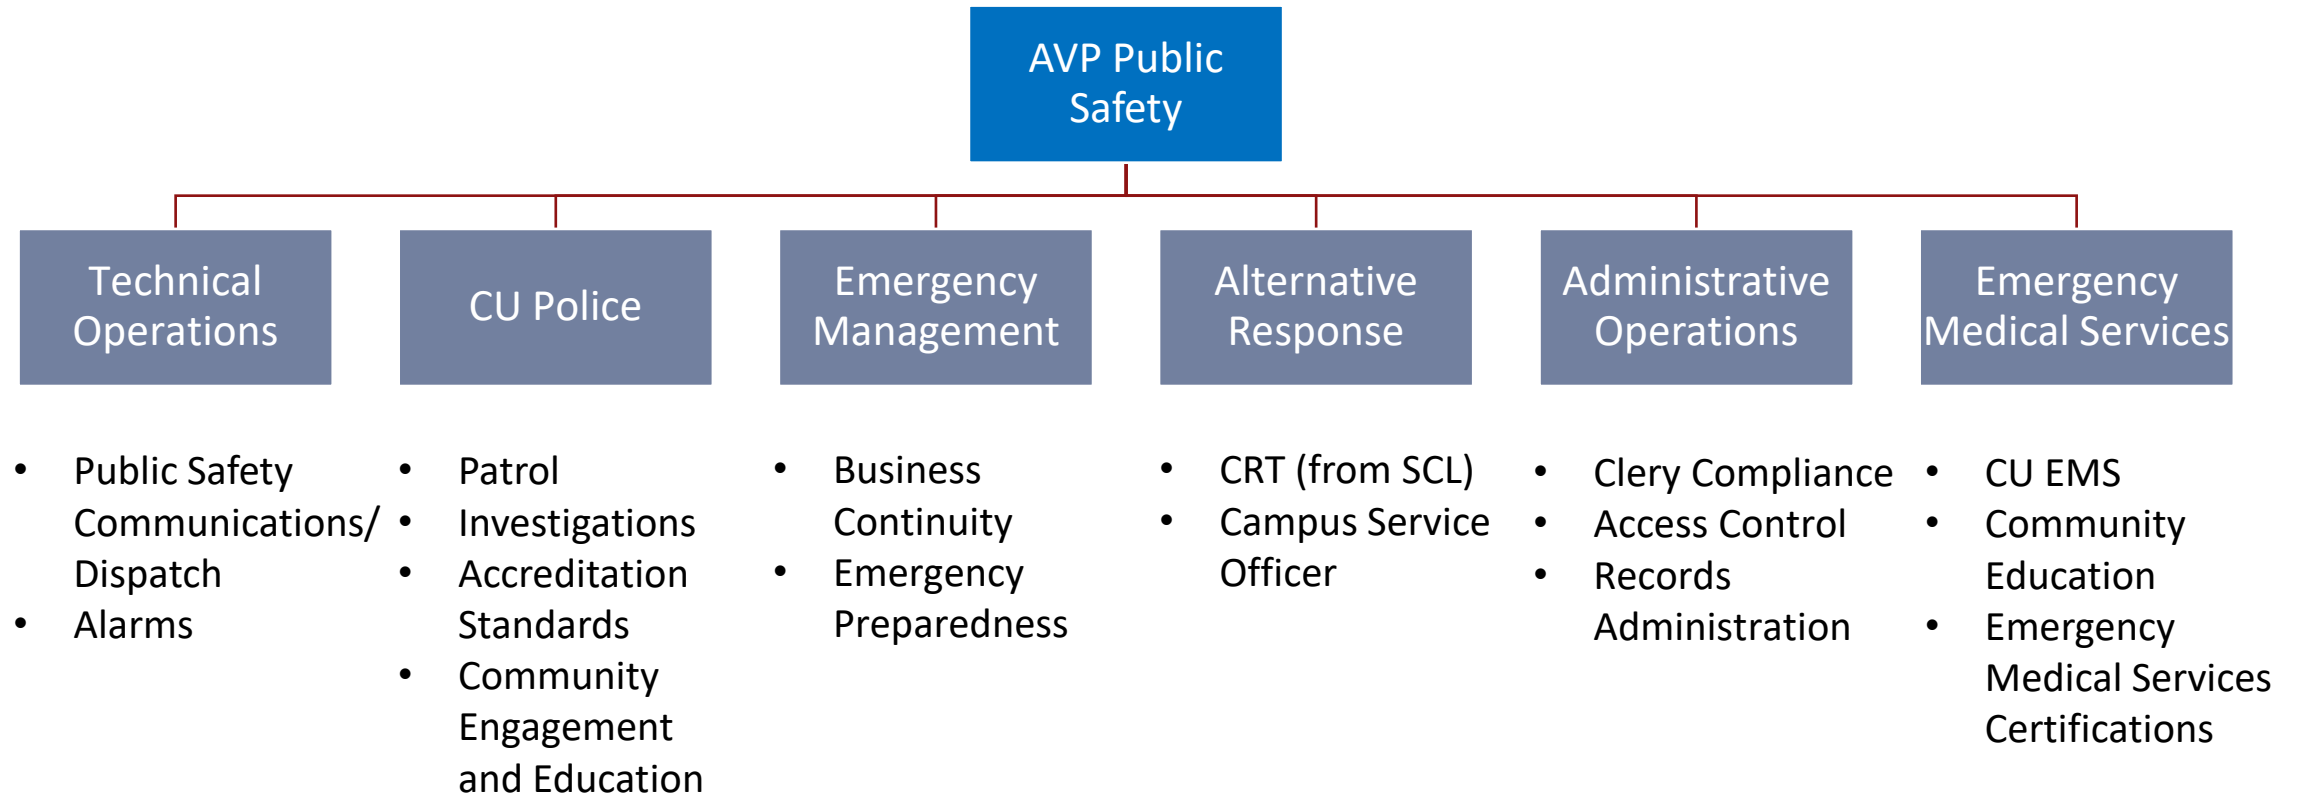 AVP Public
Safety
Technical
Operations
CU Police
Emergency
Management
Alternative
Response
Administrative
Operations
Emergency
Medical Services
• Public Safety
Communications/
Dispatch
• Alarms
• Patrol
• Investigations
• Accreditation
Standards
• Community
Engagement
and Education
• Business
Continuity
• Emergency
Preparedness
• CRT (from SCL)
• Campus Service
Officer
• Clery Compliance
• Access Control
• Records
Administration
• CU EMS
• Community
Education
• Emergency
Medical Services
Certifications